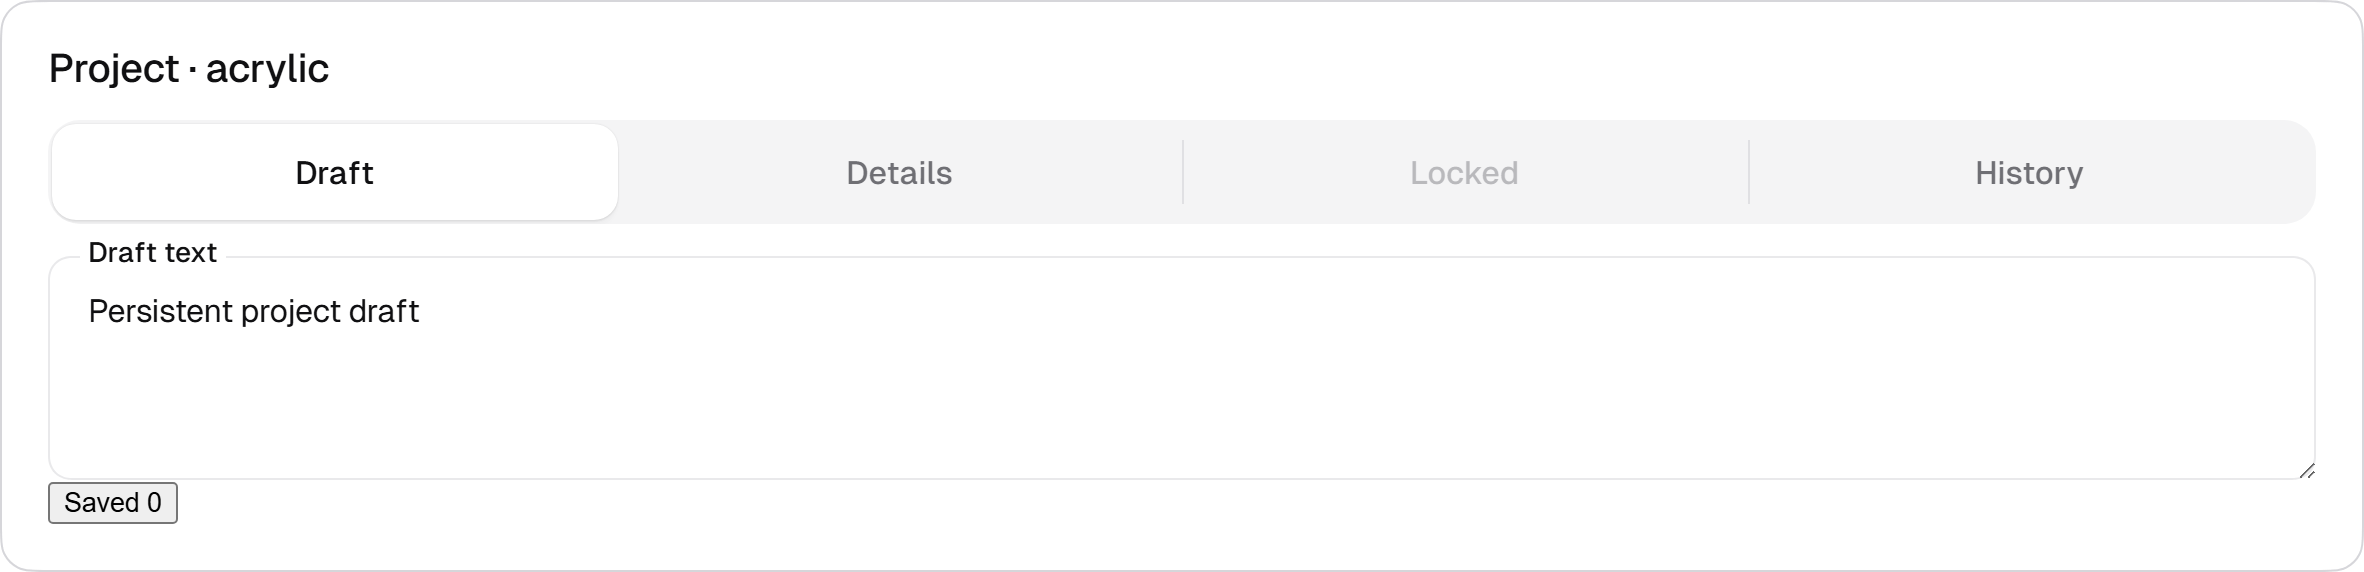 Project · acrylic
Draft Details Locked History
Draft text
Persistent project draft
Saved 0